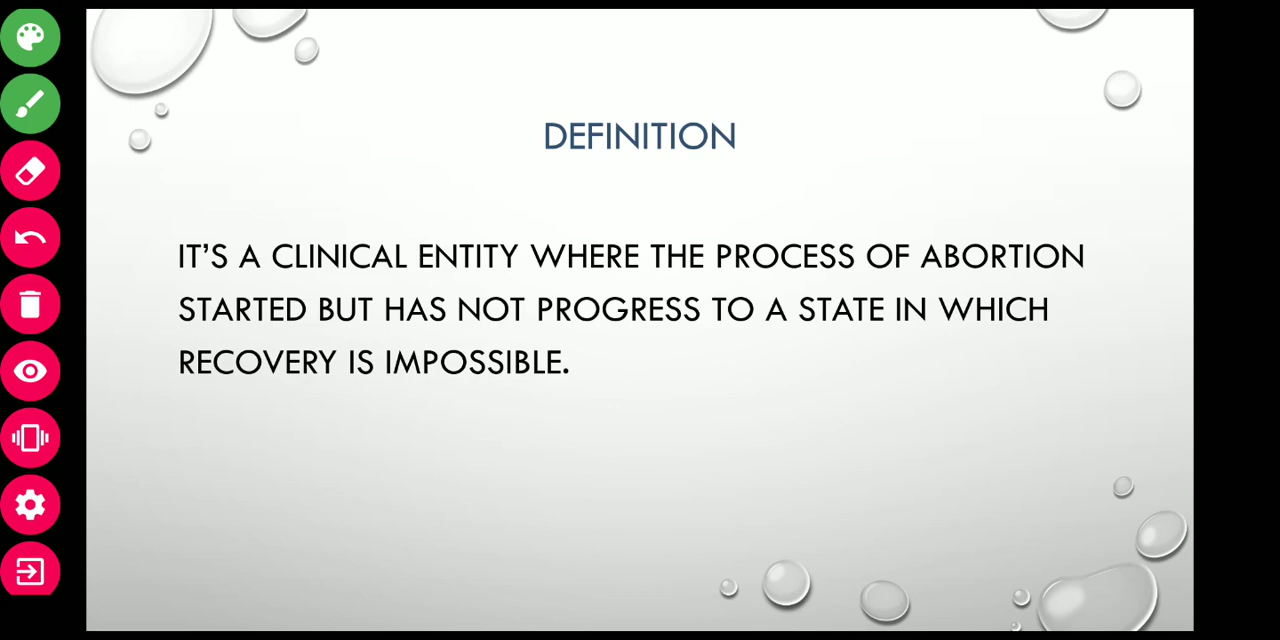 DEFINITION
IT’S A CLINICAL ENTITY WHERE THE PROCESS OF ABORTION
STARTED BUT HAS NOT PROGRESS TO A STATE IN WHICH
RECOVERY IS IMPOSSIBLE.